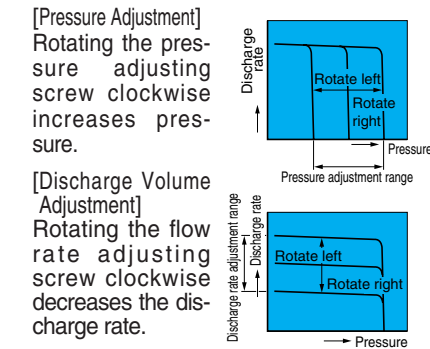 [Pressure Adjustment]
Rotating the pres-
sure adjusting
screw clockwise
increases pres-
sure.
Discharge
rate
Rotate left
Rotate
right
Pressure
Pressure adjustment range
[Discharge Volume
Adjustment]
Rotating the flow
rate adjusting
screw clockwise
decreases the dis-
charge rate.
Discharge rate adjustment range
Discharge rate
Rotate left
Rotate right
Pressure